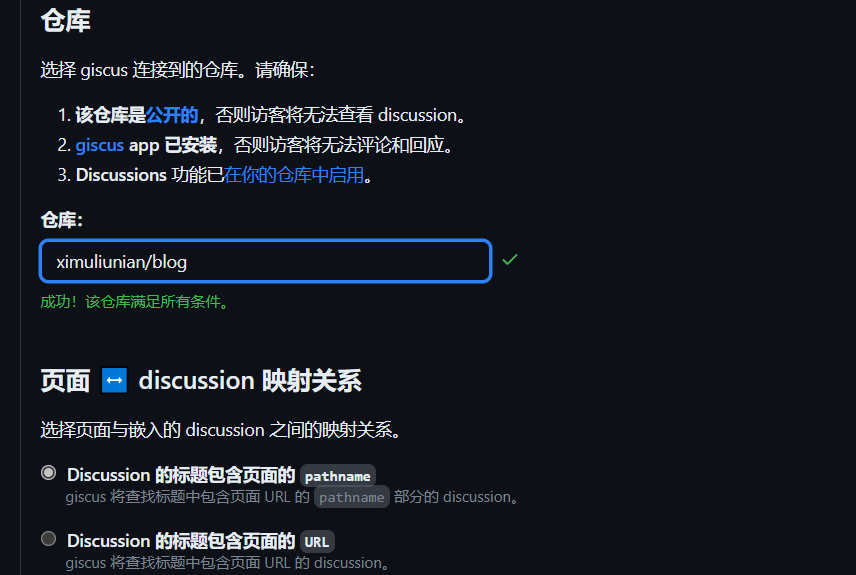 仓库
选择 giscus 连接到的仓库。请确保：
1. 该仓库是公开的，否则访客将无法查看 discussion。
2. giscus app 已安装，否则访客将无法评论和回应。
3. Discussions 功能已在你的仓库中启用。
仓库：
ximuliunian/blog
成功！该仓库满足所有条件。
页面 ↔️ discussion 映射关系
选择页面与嵌入的 discussion 之间的映射关系。
Discussion 的标题包含页面的 pathname
giscus 将查找标题中包含页面 URL 的 pathname 部分的 discussion。
Discussion 的标题包含页面的 URL
giscus 将查找标题中包含页面 URL 的 discussion。